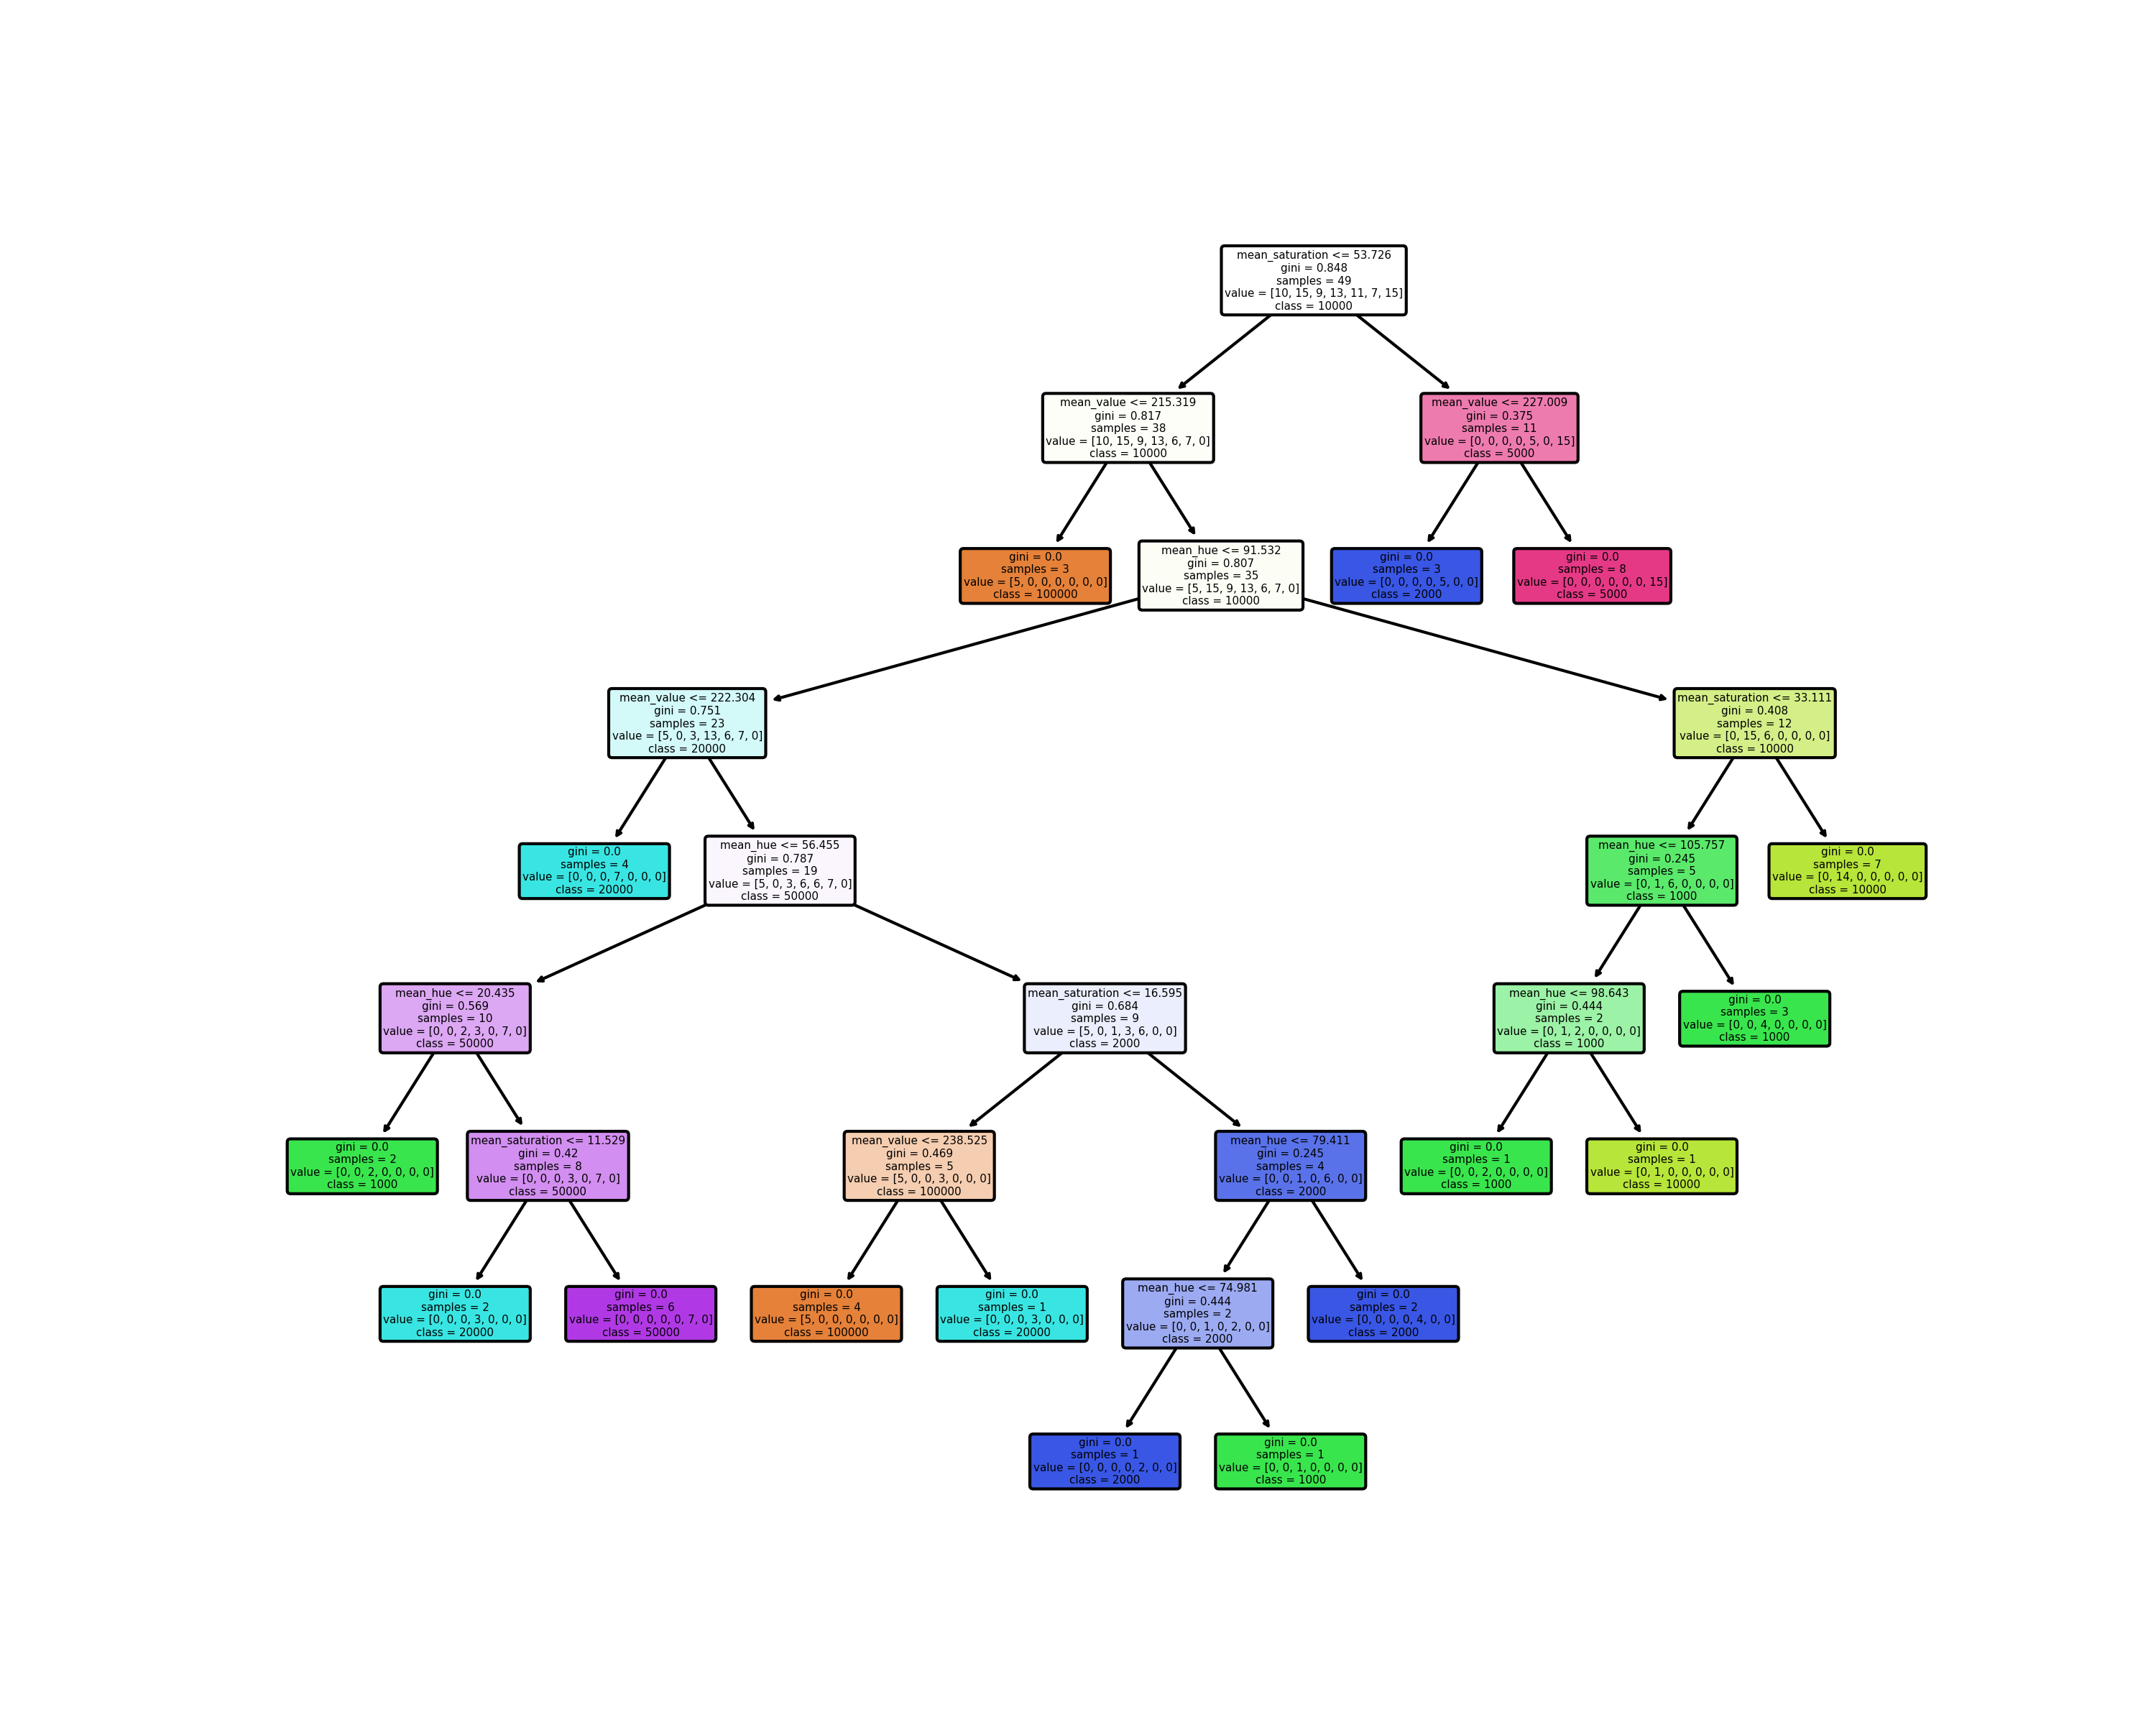 mean_saturation <= 53.726
gini = 0.848
samples = 49
value = [10, 15, 9, 13, 11, 7, 15]
class = 10000
mean_value <= 215.319
gini = 0.817
samples = 38
value = [10, 15, 9, 13, 6, 7, 0]
class = 10000
mean_value <= 227.009
gini = 0.375
samples = 11
value = [0, 0, 0, 0, 5, 0, 15]
class = 5000
gini = 0.0
samples = 3
value = [5, 0, 0, 0, 0, 0, 0]
class = 100000
mean_hue <= 91.532
gini = 0.807
samples = 35
value = [5, 15, 9, 13, 6, 7, 0]
class = 10000
gini = 0.0
samples = 3
value = [0, 0, 0, 0, 5, 0, 0]
class = 2000
gini = 0.0
samples = 8
value = [0, 0, 0, 0, 0, 0, 15]
class = 5000
mean_value <= 222.304
gini = 0.751
samples = 23
value = [5, 0, 3, 13, 6, 7, 0]
class = 20000
mean_saturation <= 33.111
gini = 0.408
samples = 12
value = [0, 15, 6, 0, 0, 0, 0]
class = 10000
gini = 0.0
samples = 4
value = [0, 0, 0, 7, 0, 0, 0]
class = 20000
mean_hue <= 56.455
gini = 0.787
samples = 19
value = [5, 0, 3, 6, 6, 7, 0]
class = 50000
mean_hue <= 105.757
gini = 0.245
samples = 5
value = [0, 1, 6, 0, 0, 0, 0]
class = 1000
gini = 0.0
samples = 7
value = [0, 14, 0, 0, 0, 0, 0]
class = 10000
mean_hue <= 20.435
gini = 0.569
samples = 10
value = [0, 0, 2, 3, 0, 7, 0]
class = 50000
mean_saturation <= 16.595
gini = 0.684
samples = 9
value = [5, 0, 1, 3, 6, 0, 0]
class = 2000
mean_hue <= 98.643
gini = 0.444
samples = 2
value = [0, 1, 2, 0, 0, 0, 0]
class = 1000
gini = 0.0
samples = 3
value = [0, 0, 4, 0, 0, 0, 0]
class = 1000
gini = 0.0
samples = 2
value = [0, 0, 2, 0, 0, 0, 0]
class = 1000
mean_saturation <= 11.529
gini = 0.42
samples = 8
value = [0, 0, 0, 3, 0, 7, 0]
class = 50000
mean_value <= 238.525
gini = 0.469
samples = 5
value = [5, 0, 0, 3, 0, 0, 0]
class = 100000
mean_hue <= 79.411
gini = 0.245
samples = 4
value = [0, 0, 1, 0, 6, 0, 0]
class = 2000
gini = 0.0
samples = 1
value = [0, 0, 2, 0, 0, 0, 0]
class = 1000
gini = 0.0
samples = 1
value = [0, 1, 0, 0, 0, 0, 0]
class = 10000
gini = 0.0
samples = 2
value = [0, 0, 0, 3, 0, 0, 0]
class = 20000
gini = 0.0
samples = 6
value = [0, 0, 0, 0, 0, 7, 0]
class = 50000
gini = 0.0
samples = 4
value = [5, 0, 0, 0, 0, 0, 0]
class = 100000
gini = 0.0
samples = 1
value = [0, 0, 0, 3, 0, 0, 0]
class = 20000
mean_hue <= 74.981
gini = 0.444
samples = 2
value = [0, 0, 1, 0, 2, 0, 0]
class = 2000
gini = 0.0
samples = 2
value = [0, 0, 0, 0, 4, 0, 0]
class = 2000
gini = 0.0
samples = 1
value = [0, 0, 0, 0, 2, 0, 0]
class = 2000
gini = 0.0
samples = 1
value = [0, 0, 1, 0, 0, 0, 0]
class = 1000